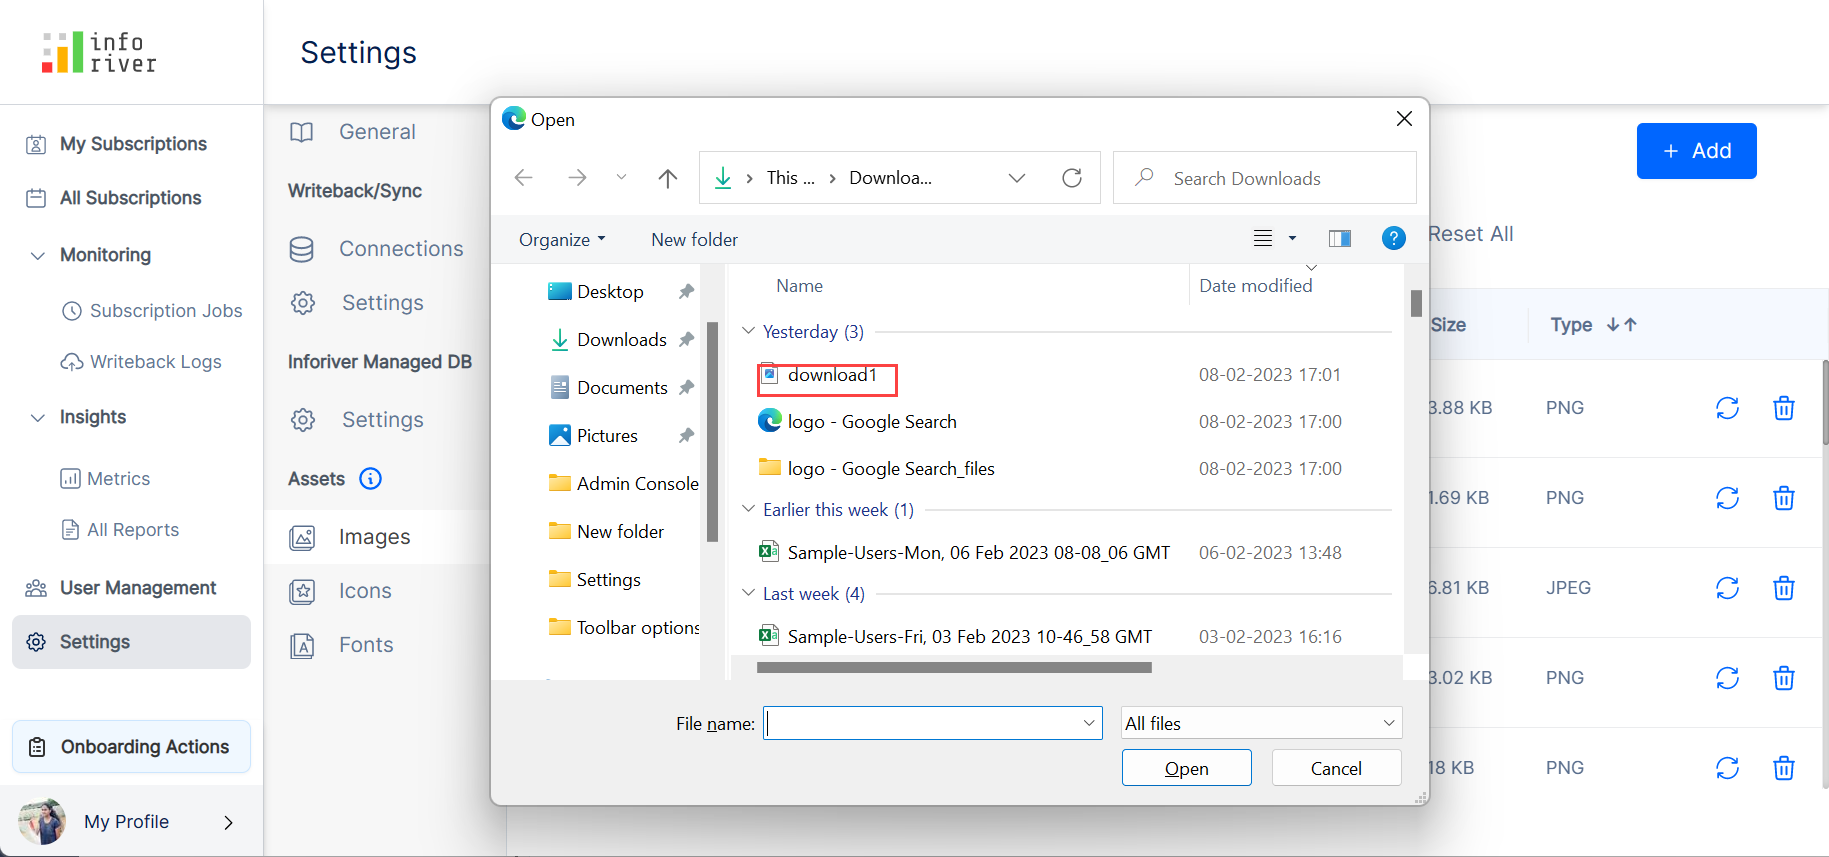 info
river
My Subscriptions
All Subscriptions
Monitoring
Subscription Jobs
Writeback Logs
Insights
Metrics
All Reports
User Management
Settings
Onboarding Actions
My Profile
Settings
General
Writeback/Sync
Connections
Settings
Inforiver Managed DB
Settings
Assets
Images
Icons
Fonts
Open
This ... Downloa...
Search Downloads
Organize New folder
Desktop
Downloads
Documents
Pictures
Admin Console
New folder
Settings
Toolbar options
Name Date modified
Yesterday (3)
download1 08-02-2023 17:01
logo - Google Search 08-02-2023 17:00
logo - Google Search_files 08-02-2023 17:00
Earlier this week (1)
Sample-Users-Mon, 06 Feb 2023 08-08_06 GMT 06-02-2023 13:48
Last week (4)
Sample-Users-Fri, 03 Feb 2023 10-46_58 GMT 03-02-2023 16:16
File name:
All files
Open Cancel
+ Add
Reset All
Size Type
3.88 KB PNG
1.69 KB PNG
6.81 KB JPEG
3.02 KB PNG
18 KB PNG